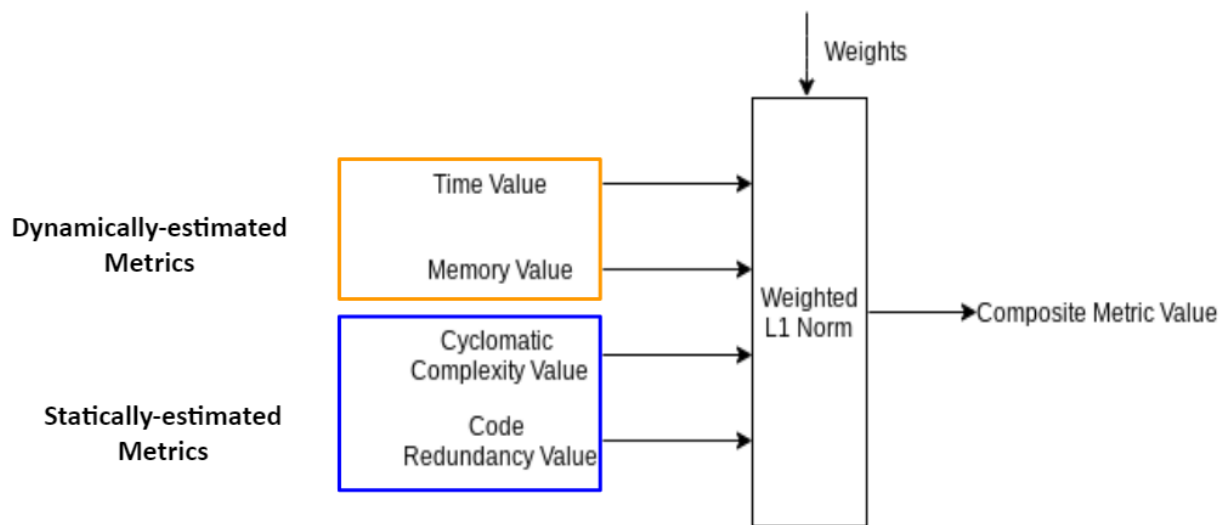 Weights
Time Value
Dynamically-estimated
Metrics
Memory Value
Weighted
L1 Norm
Composite Metric Value
Cyclomatic
Complexity Value
Statically-estimated
Metrics
Code
Redundancy Value